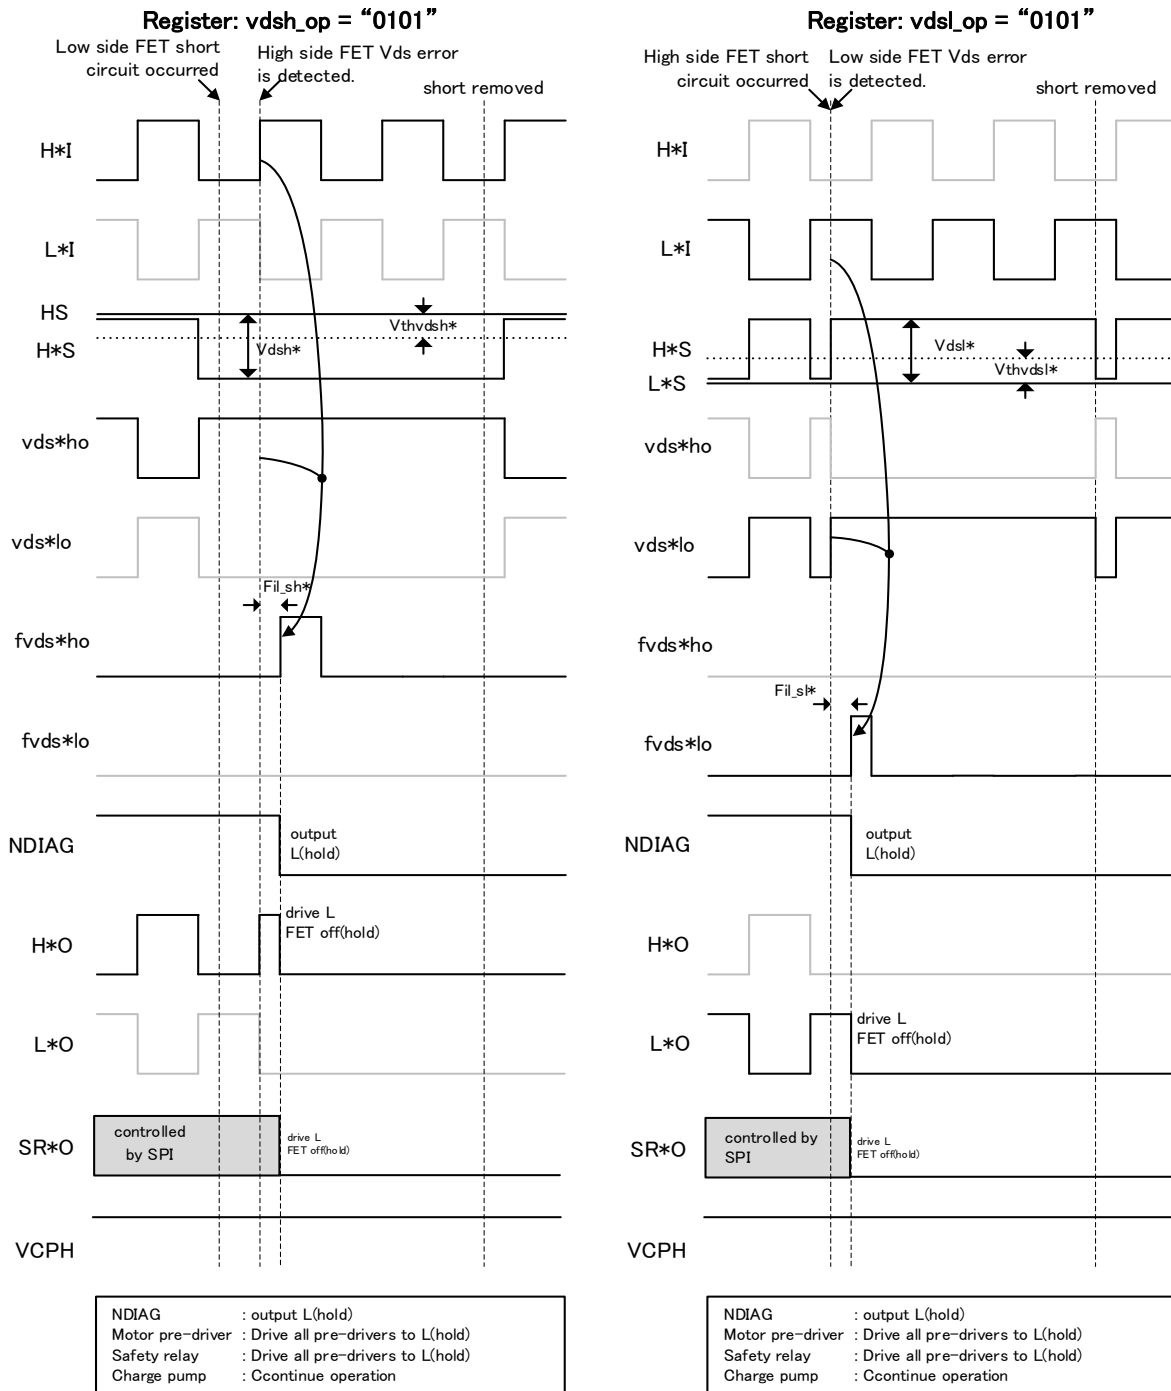 Register: vdsh_op = “0101”
Low side FET short
circuit occurred
High side FET Vds error
is detected.
short removed
H*I
L*I
HS
Vthvdsh*
H*S
Vdsh*
vds*ho
vds*lo
Fil_sh*
fvds*ho
fvds*lo
NDIAG
output
L(hold)
drive L
FET off(hold)
H*O
L*O
controlled
by SPI
SR*O
drive L
FET off(hold)
VCPH
NDIAG : output L(hold)
Motor pre-driver : Drive all pre-drivers to L(hold)
Safety relay : Drive all pre-drivers to L(hold)
Charge pump : Ccontinue operation
Register: vdsl_op = “0101”
High side FET short
circuit occurred
Low side FET Vds error
is detected.
short removed
H*I
L*I
H*S
Vdsl*
Vthvdsl*
L*S
vds*ho
vds*lo
fvds*ho
Fil_sl*
fvds*lo
NDIAG
output
L(hold)
H*O
drive L
FET off(hold)
L*O
controlled by
SPI
SR*O
drive L
FET off(hold)
VCPH
NDIAG : output L(hold)
Motor pre-driver : Drive all pre-drivers to L(hold)
Safety relay : Drive all pre-drivers to L(hold)
Charge pump : Ccontinue operation